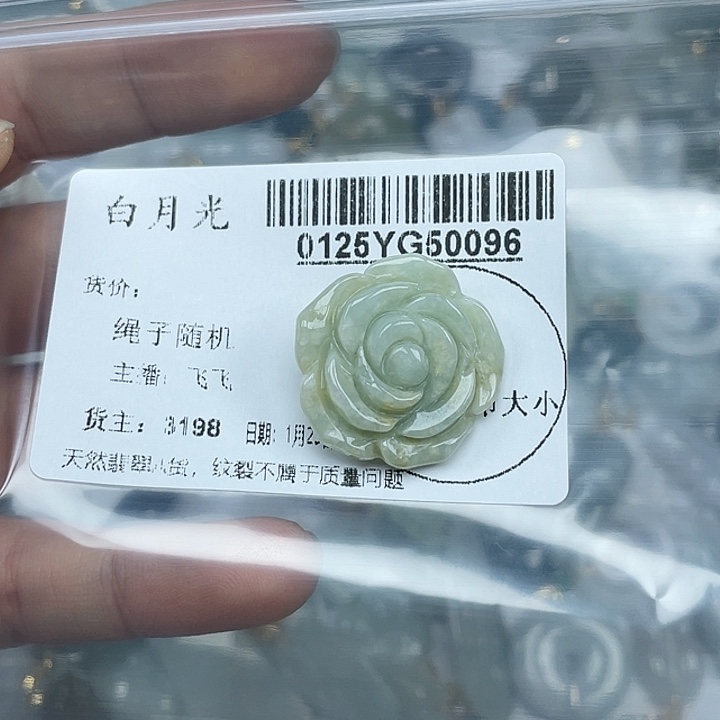 白月光
0125YG50096
货价：
绳子随机
主播：飞飞
货主：3198 日期：1月2
大小
天然翡翠 货，纹裂不属于质量问题